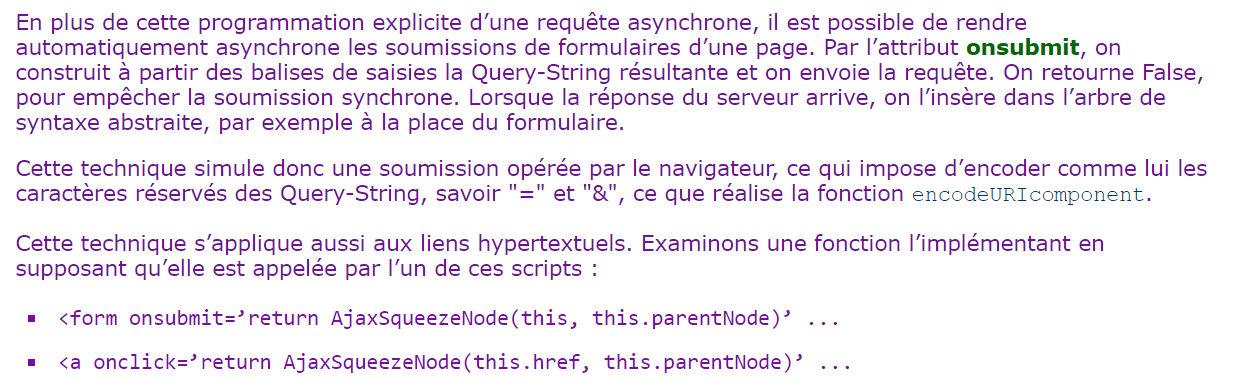 En plus de cette programmation explicite d’une requête asynchrone, il est possible de rendre
automatiquement asynchrone les soumissions de formulaires d’une page. Par l’attribut onsubmit, on
construit à partir des balises de saisies la Query-String résultante et on envoie la requête. On retourne False,
pour empêcher la soumission synchrone. Lorsque la réponse du serveur arrive, on l’insère dans l’arbre de
syntaxe abstraite, par exemple à la place du formulaire.
Cette technique simule donc une soumission opérée par le navigateur, ce qui impose d’encoder comme lui les
caractères réservés des Query-String, savoir "=" et "&", ce que réalise la fonction encodeURIcomponent.
Cette technique s’applique aussi aux liens hypertextuels. Examinons une fonction l’implémentant en
supposant qu’elle est appelée par l’un de ces scripts :
▪ <form onsubmit=’return AjaxSqueezeNode(this, this.parentNode)’ ...
▪ <a onclick=’return AjaxSqueezeNode(this.href, this.parentNode)’ ...